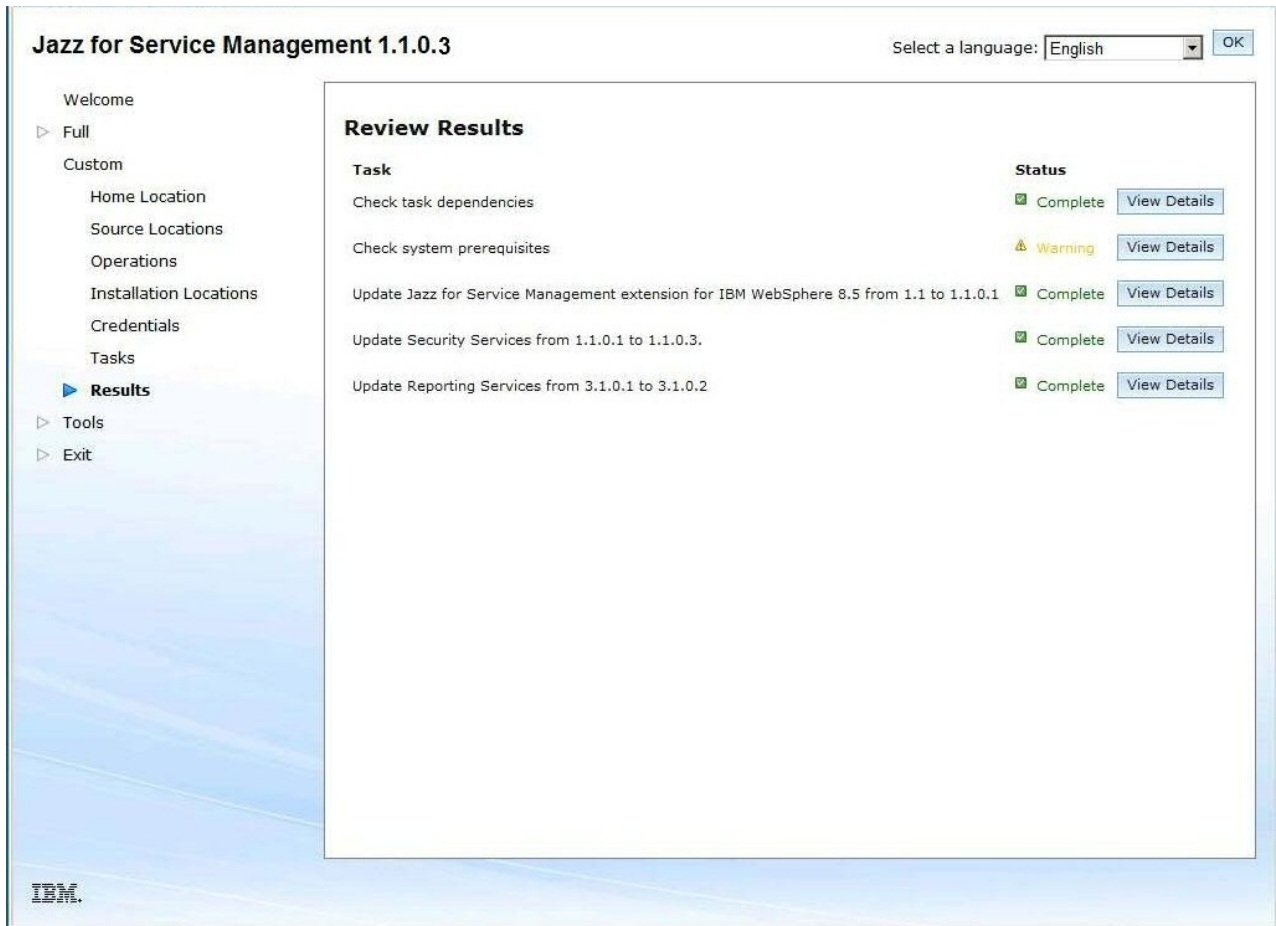 Jazz for Service Management 1.1.0.3
Select a language: English OK
Welcome
Full
Custom
Home Location
Source Locations
Operations
Installation Locations
Credentials
Tasks
Results
Tools
Exit
Review Results
Task Status
Check task dependencies Complete View Details
Check system prerequisites Warning View Details
Update Jazz for Service Management extension for IBM WebSphere 8.5 from 1.1 to 1.1.0.1 Complete View Details
Update Security Services from 1.1.0.1 to 1.1.0.3. Complete View Details
Update Reporting Services from 3.1.0.1 to 3.1.0.2 Complete View Details
IBM.